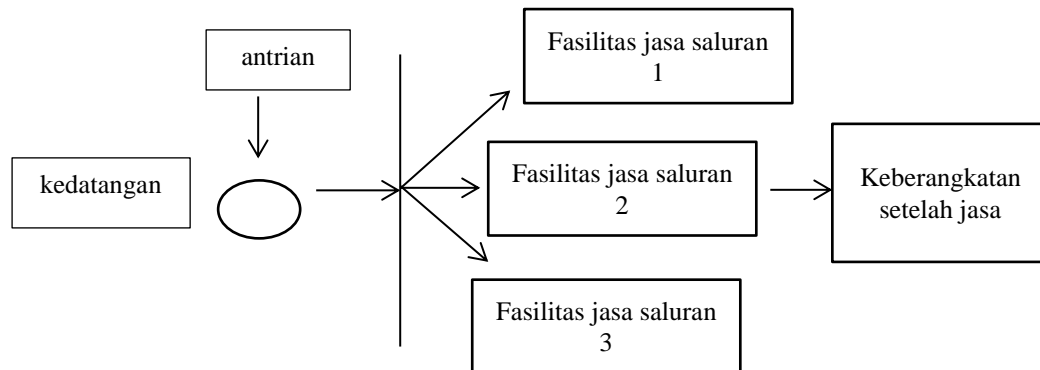 antrian
kedatangan
Fasilitas jasa saluran
1
Fasilitas jasa saluran
2
Fasilitas jasa saluran
3
Keberangkatan
setelah jasa